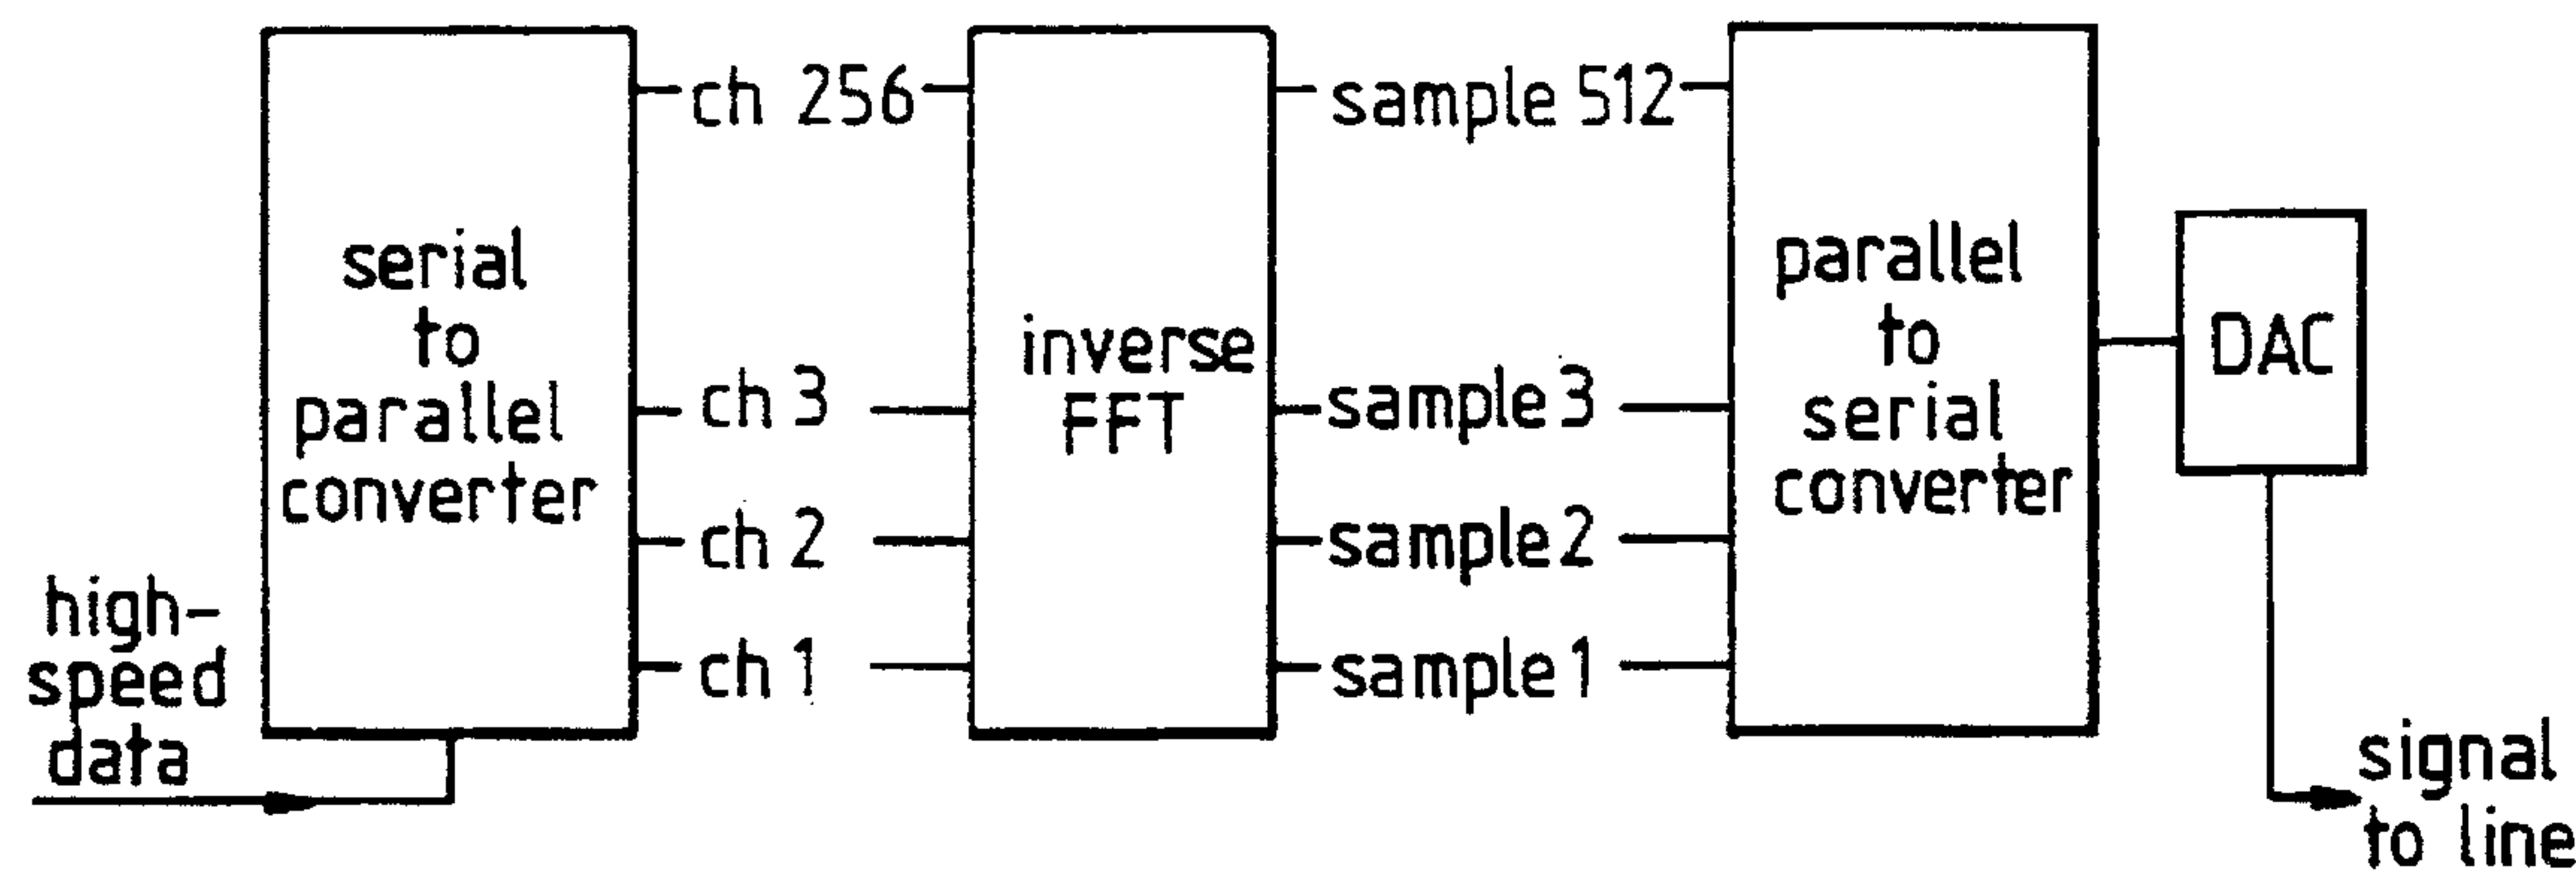 high-
speed
data
serial
to
parallel
converter
ch 256
ch 3
ch 2
ch 1
inverse
FFT
sample 512
sample 3
sample 2
sample 1
parallel
to
serial
converter
DAC
signal
to line